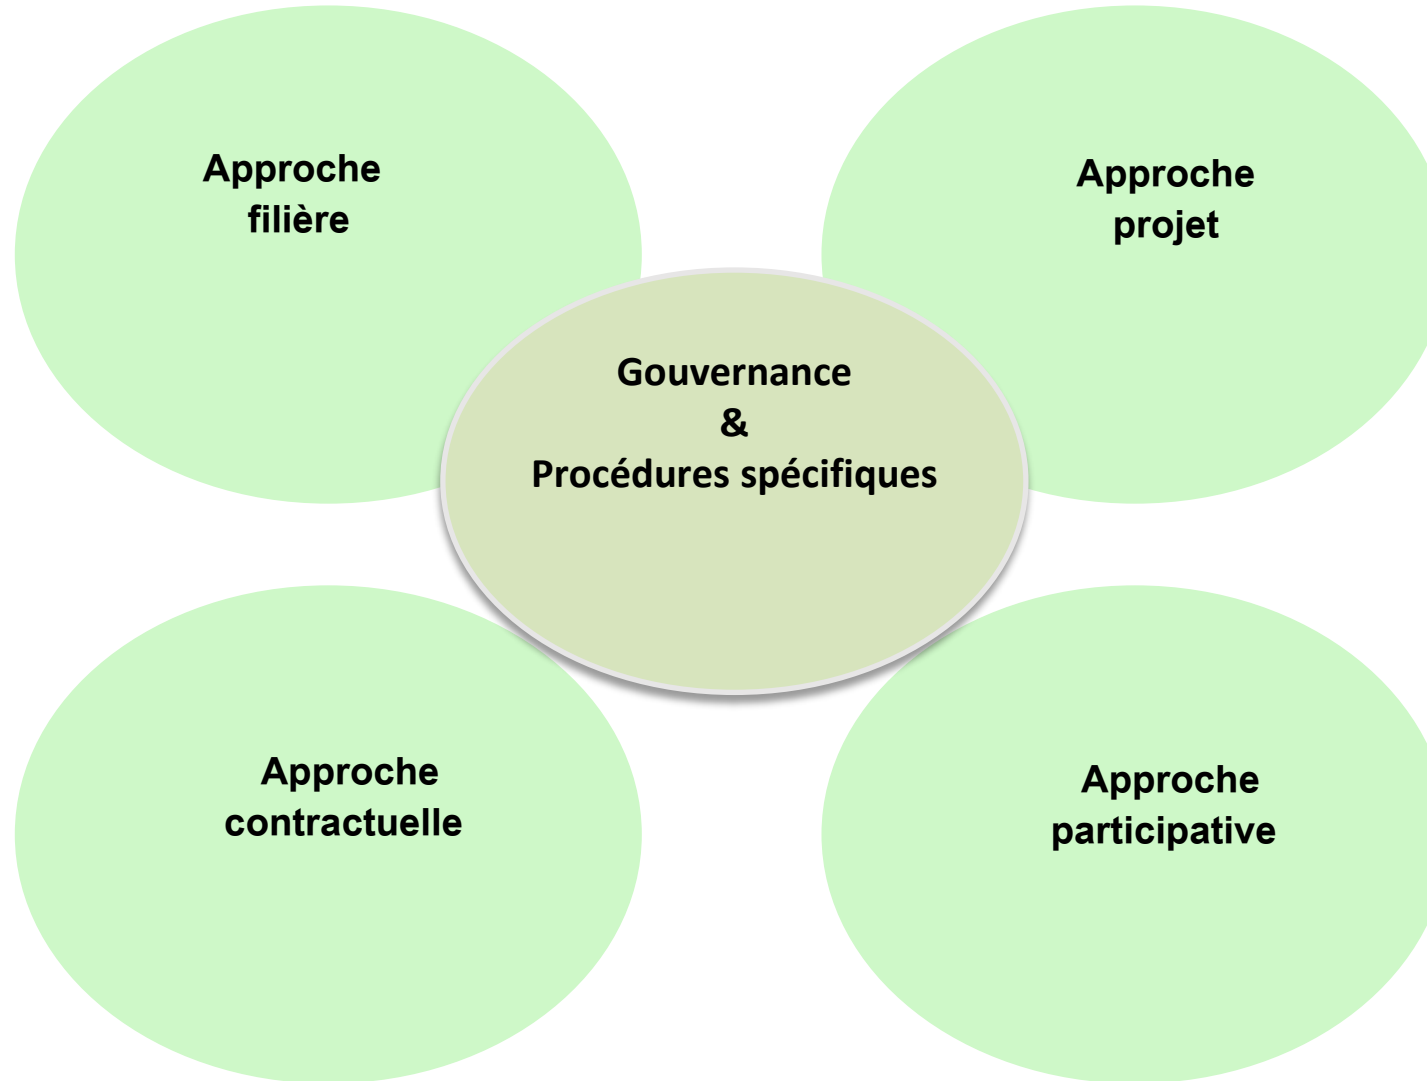 Approche
filière
Approche
projet
Gouvernance
&
Procédures spécifiques
Approche
contractuelle
Approche
participative